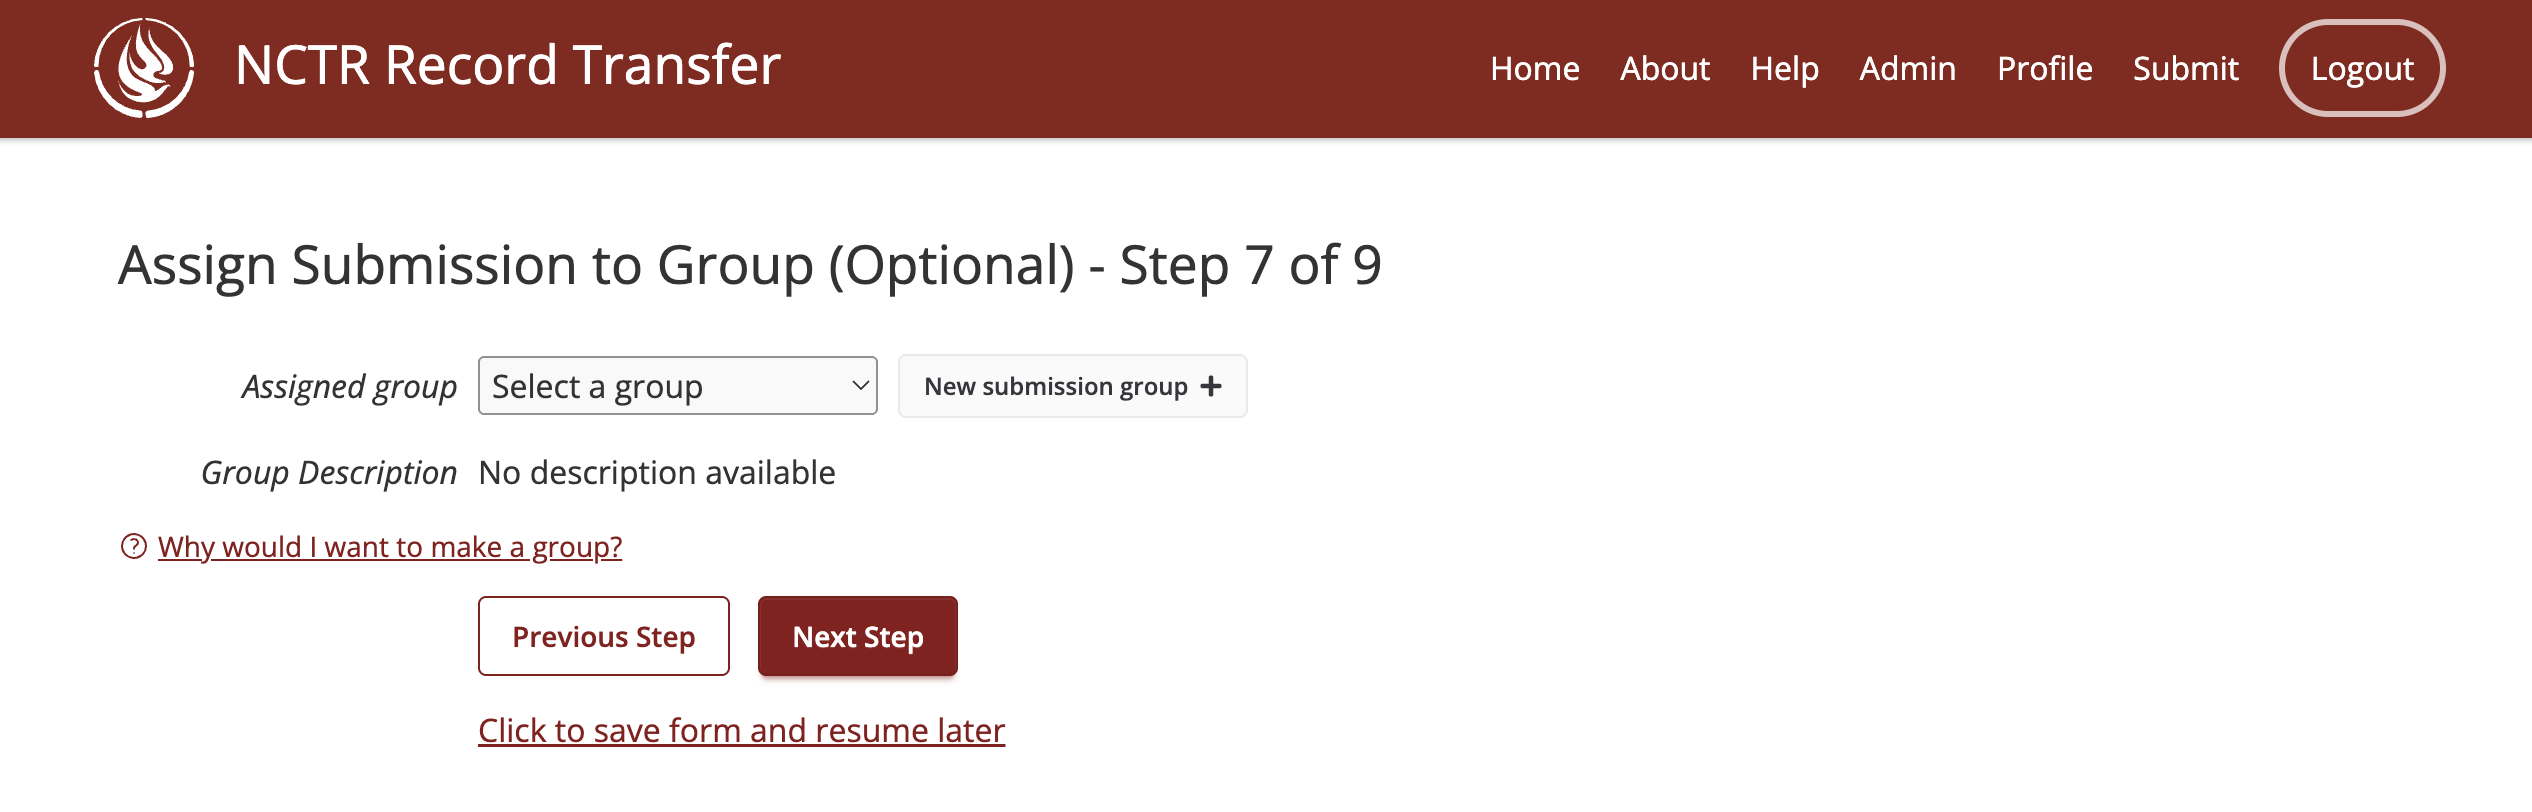 NCTR Record Transfer
Home About Help Admin Profile Submit Logout
Assign Submission to Group (Optional) - Step 7 of 9
Assigned group Select a group New submission group +
Group Description No description available
? Why would I want to make a group?
Previous Step Next Step
Click to save form and resume later